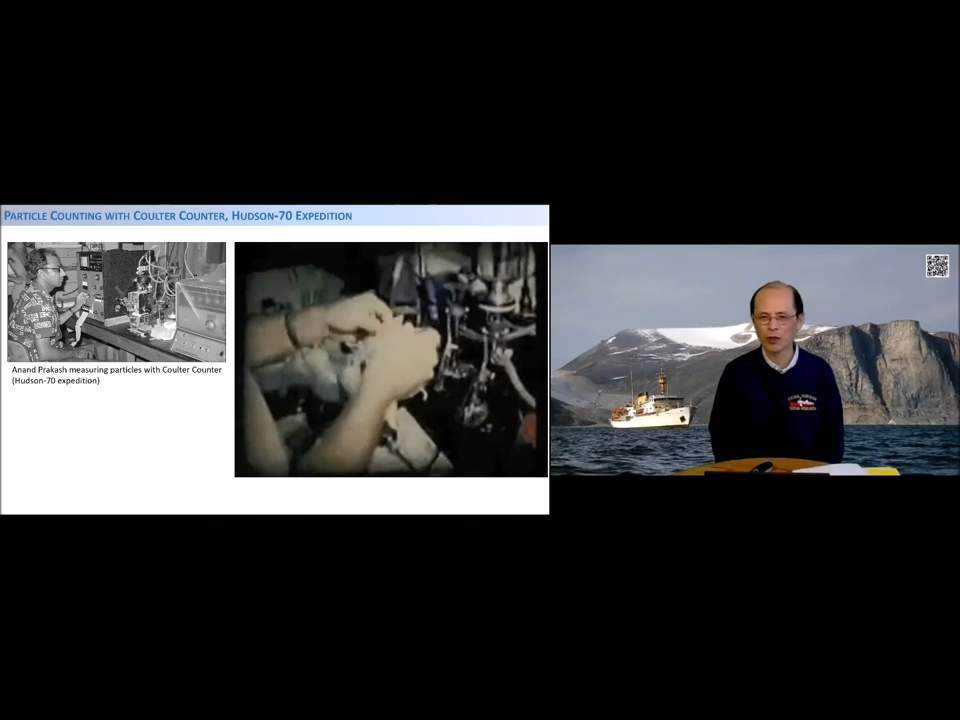 Particle Counting with Coulter Counter, Hudson-70 Expedition
Anand Prakash measuring particles with Coulter Counter
(Hudson-70 expedition)